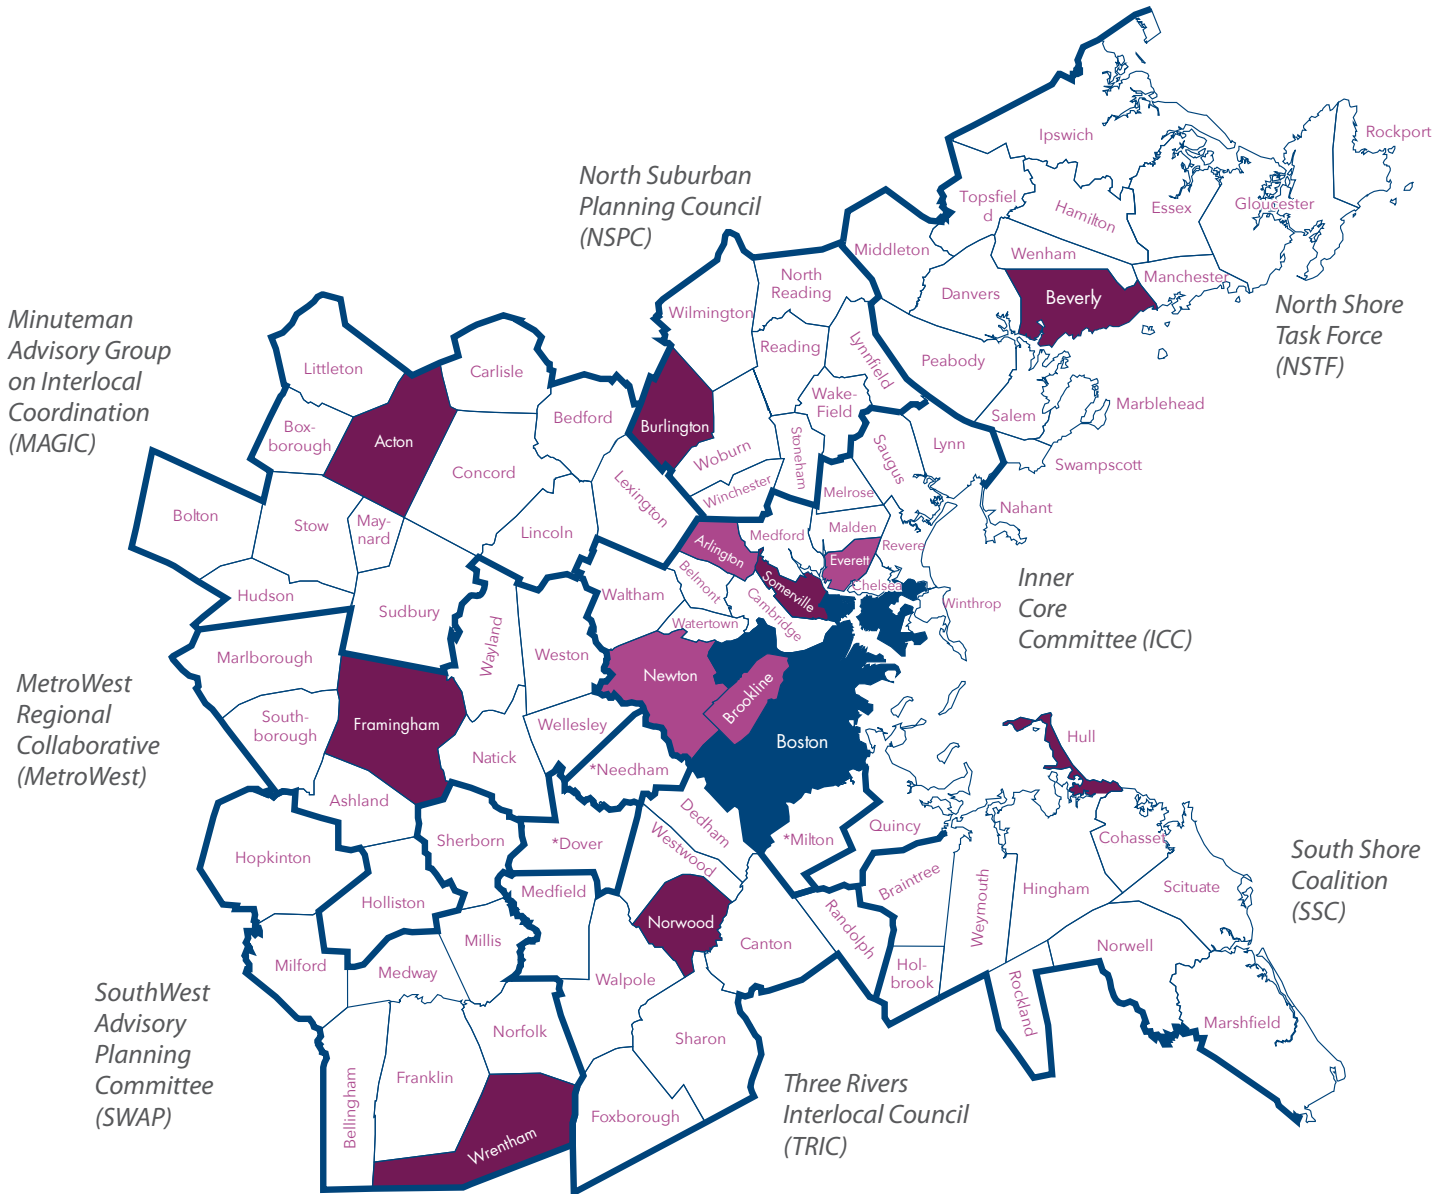 Ipswich
Rockport
North Suburban
Planning Council
(NSPC)
Topsfiel
d
Hamilton
Essex
Gloucester
Middleton
Wenham
North
Reading
Manchester
Danvers
Beverly
North Shore
Task Force
(NSTF)
Minuteman
Advisory Group
on Interlocal
Coordination
(MAGIC)
Wilmington
Reading
Lynnfield
Peabody
Littleton
Carlisle
Wake-
Field
Marblehead
Salem
Bedford
Burlington
Box-
borough
Acton
Woburn
Stoneham
Saugus
Lynn
Swampscott
Concord
Lexington
Winchester
Melrose
Nahant
Bolton
Stow
May-
nard
Lincoln
Arlington
Medford
Malden
Revere
Everett
Chelsea
Somerville
Belmont
Cambridge
Winthrop
Inner
Core
Committee (ICC)
Hudson
Sudbury
Waltham
Watertown
Marlborough
Wayland
Weston
Newton
Brookline
Boston
MetroWest
Regional
Collaborative
(MetroWest)
South-
borough
Framingham
Wellesley
Natick
*Needham
Hull
Ashland
Dedham
Quincy
*Milton
Cohasset
Hopkinton
Sherborn
*Dover
Westwood
South Shore
Coalition
(SSC)
Holliston
Medfield
Braintree
Weymouth
Hingham
Scituate
Norwood
Randolph
Canton
Norwell
Millis
Milford
Medway
Walpole
Hol-
brook
Rockland
SouthWest
Advisory
Planning
Committee
(SWAP)
Norfolk
Sharon
Marshfield
Franklin
Bellingham
Foxborough
Wrentham
Three Rivers
Interlocal Council
(TRIC)